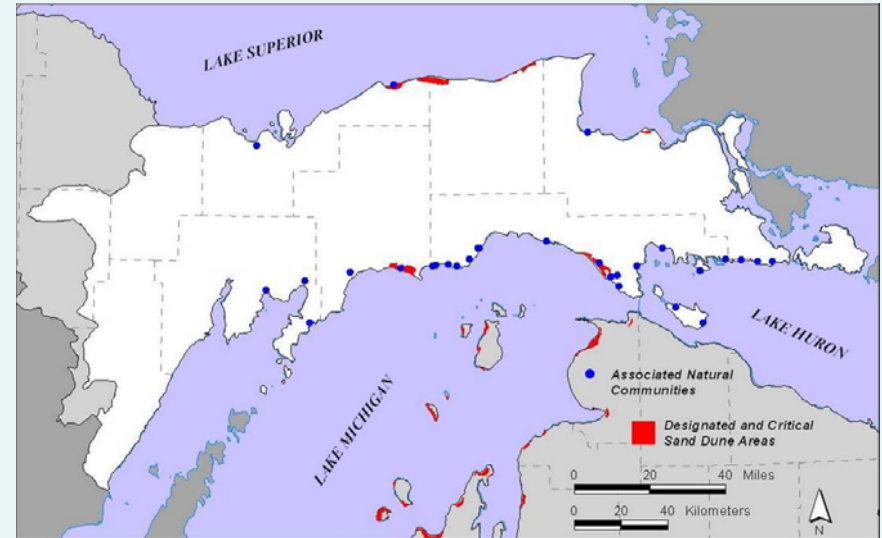 LAKE SUPERIOR
LAKE HURON
LAKE MICHIGAN
Associated Natural
Communities
Designated and Critical
Sand Dune Areas
0 20 40 Miles
0 20 40 Kilometers
N